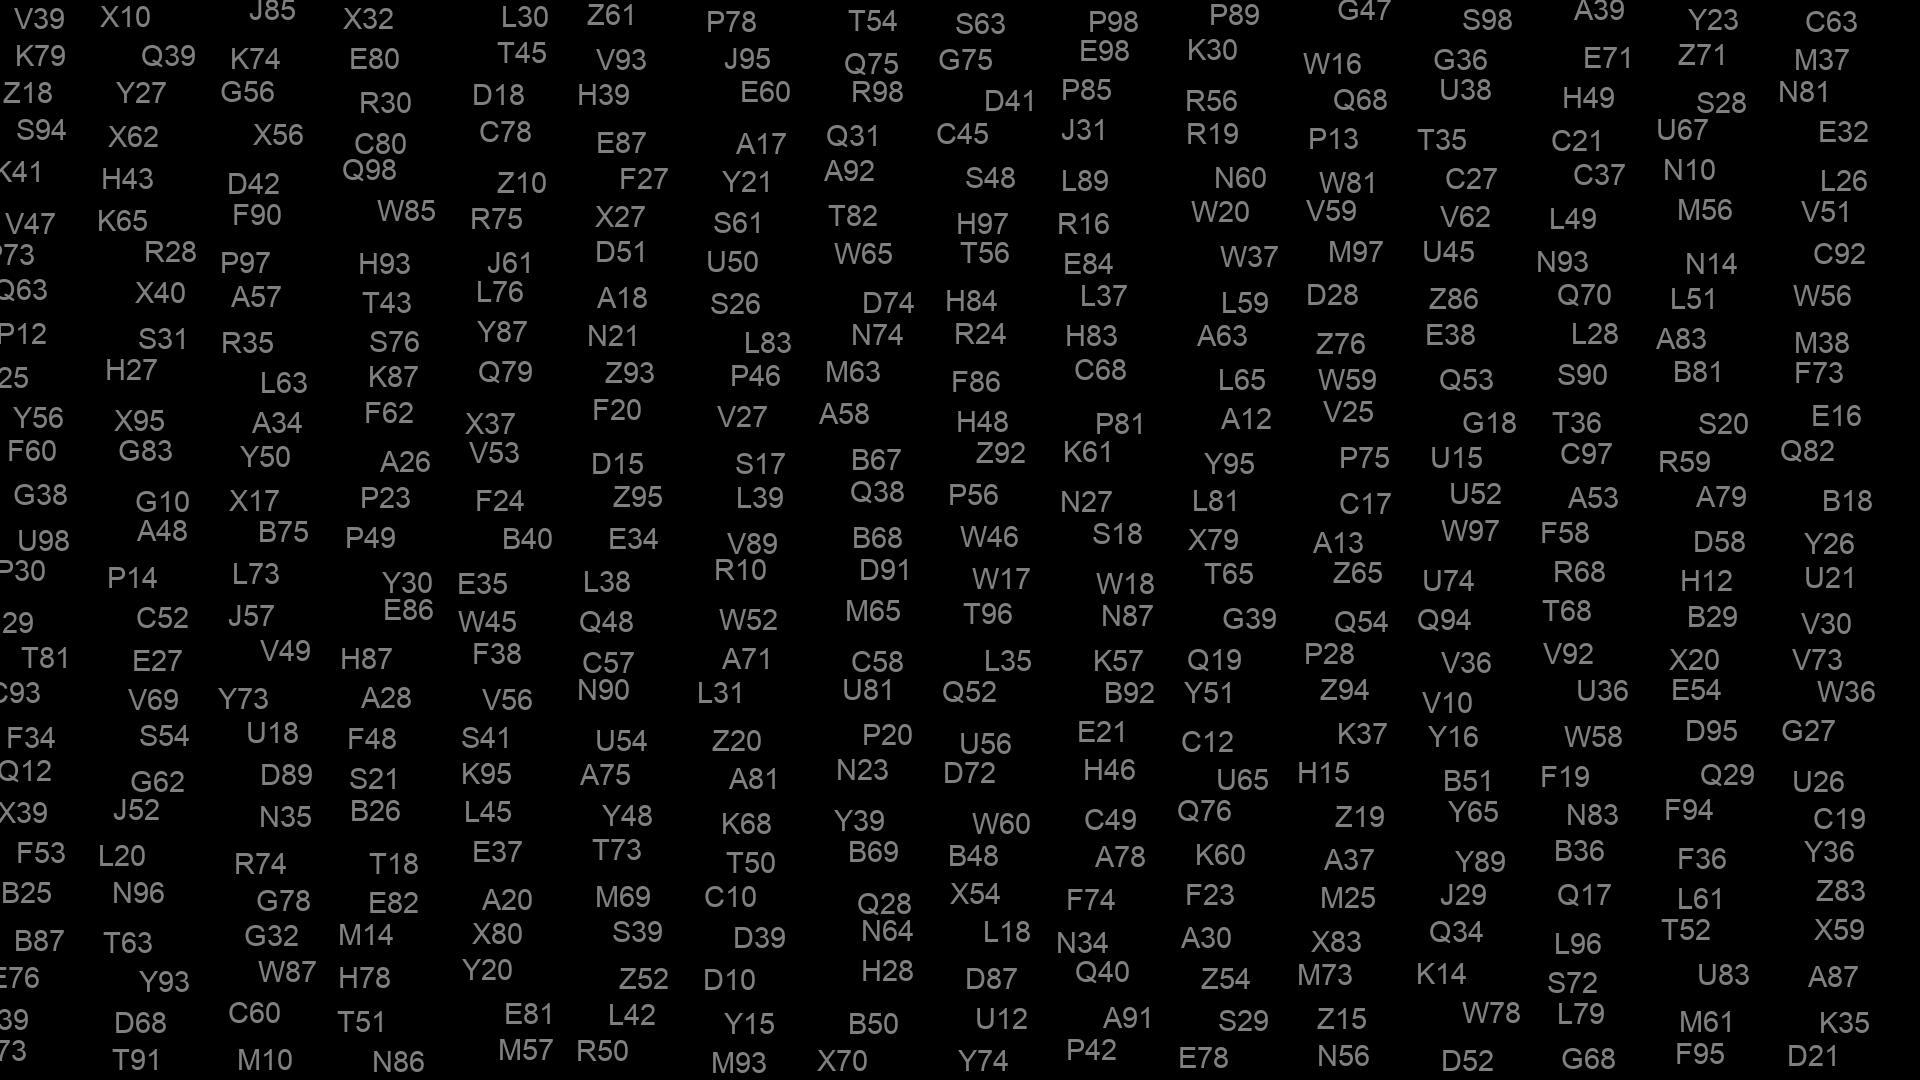 V39 X10 J85 X32 L30 Z61 P78 T54 S63 P98 P89 G47 S98 A39 Y23 C63
K79 Q39 K74 E80 T45 V93 J95 Q75 G75 E98 K30 W16 G36 E71 Z71 M37
Z18 Y27 G56 R30 D18 H39 E60 R98 D41 P85 R56 Q68 U38 H49 S28 N81
S94 X62 X56 C80 C78 E87 A17 Q31 C45 J31 R19 P13 T35 C21 U67 E32
K41 H43 D42 Q98 Z10 F27 Y21 A92 S48 L89 N60 W81 C27 C37 N10 L26
V47 K65 F90 W85 R75 X27 S61 T82 H97 R16 W20 V59 V62 L49 M56 V51
73 R28 P97 H93 J61 D51 U50 W65 T56 E84 W37 M97 U45 N93 N14 C92
Q63 X40 A57 T43 L76 A18 S26 D74 H84 L37 L59 D28 Z86 Q70 L51 W56
P12 S31 R35 S76 Y87 N21 L83 N74 R24 H83 A63 Z76 E38 L28 A83 M38
25 H27 L63 K87 Q79 Z93 P46 M63 F86 C68 L65 W59 Q53 S90 B81 F73
Y56 X95 A34 F62 X37 F20 V27 A58 H48 P81 A12 V25 G18 T36 S20 E16
F60 G83 Y50 A26 V53 D15 S17 B67 Z92 K61 Y95 P75 U15 C97 R59 Q82
G38 G10 X17 P23 F24 Z95 L39 Q38 P56 N27 L81 C17 U52 A53 A79 B18
U98 A48 B75 P49 B40 E34 V89 B68 W46 S18 X79 A13 W97 F58 D58 Y26
P30 P14 L73 Y30 E35 L38 R10 D91 W17 W18 T65 Z65 U74 R68 H12 U21
29 C52 J57 E86 W45 Q48 W52 M65 T96 N87 G39 Q54 Q94 T68 B29 V30
T81 E27 V49 H87 F38 C57 A71 C58 L35 K57 Q19 P28 V36 V92 X20 V73
C93 V69 Y73 A28 V56 N90 L31 U81 Q52 B92 Y51 Z94 V10 U36 E54 W36
F34 S54 U18 F48 S41 U54 Z20 P20 U56 E21 C12 K37 Y16 W58 D95 G27
Q12 G62 D89 S21 K95 A75 A81 N23 D72 H46 U65 H15 B51 F19 Q29 U26
X39 J52 N35 B26 L45 Y48 K68 Y39 W60 C49 Q76 Z19 Y65 N83 F94 C19
F53 L20 R74 T18 E37 T73 T50 B69 B48 A78 K60 A37 Y89 B36 F36 Y36
B25 N96 G78 E82 A20 M69 C10 Q28 X54 F74 F23 M25 J29 Q17 L61 Z83
B87 T63 G32 M14 X80 S39 D39 N64 L18 N34 A30 X83 Q34 L96 T52 X59
E76 Y93 W87 H78 Y20 Z52 D10 H28 D87 Q40 Z54 M73 K14 S72 U83 A87
39 D68 C60 T51 E81 L42 Y15 B50 U12 A91 S29 Z15 W78 L79 M61 K35
73 T91 M10 N86 M57 R50 M93 X70 Y74 P42 E78 N56 D52 G68 F95 D21